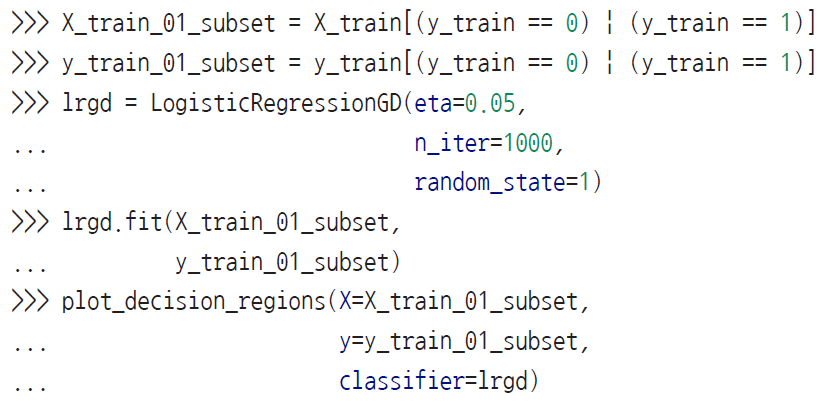 >>> X_train_01_subset = X_train[(y_train == 0) ¦ (y_train == 1)]
>>> y_train_01_subset = y_train[(y_train == 0) ¦ (y_train == 1)]
>>> lrgd = LogisticRegressionGD(eta=0.05,
...                             n_iter=1000,
...                             random_state=1)
>>> lrgd.fit(X_train_01_subset,
...          y_train_01_subset)
>>> plot_decision_regions(X=X_train_01_subset,
...                       y=y_train_01_subset,
...                       classifier=lrgd)